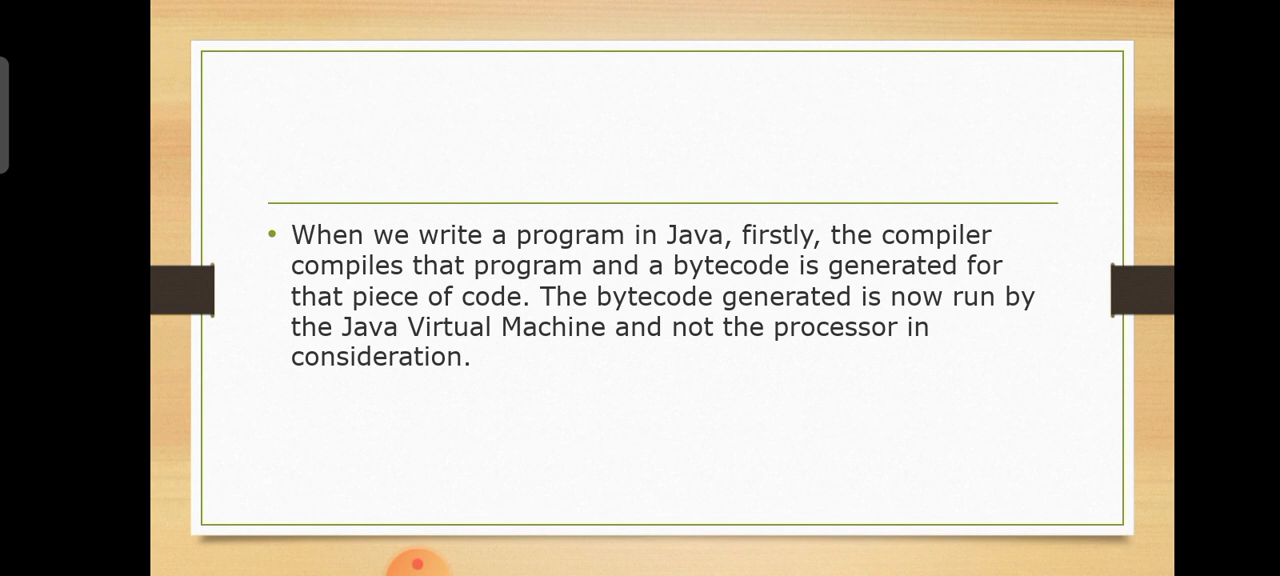 • When we write a program in Java, firstly, the compiler
compiles that program and a bytecode is generated for
that piece of code. The bytecode generated is now run by
the Java Virtual Machine and not the processor in
consideration.